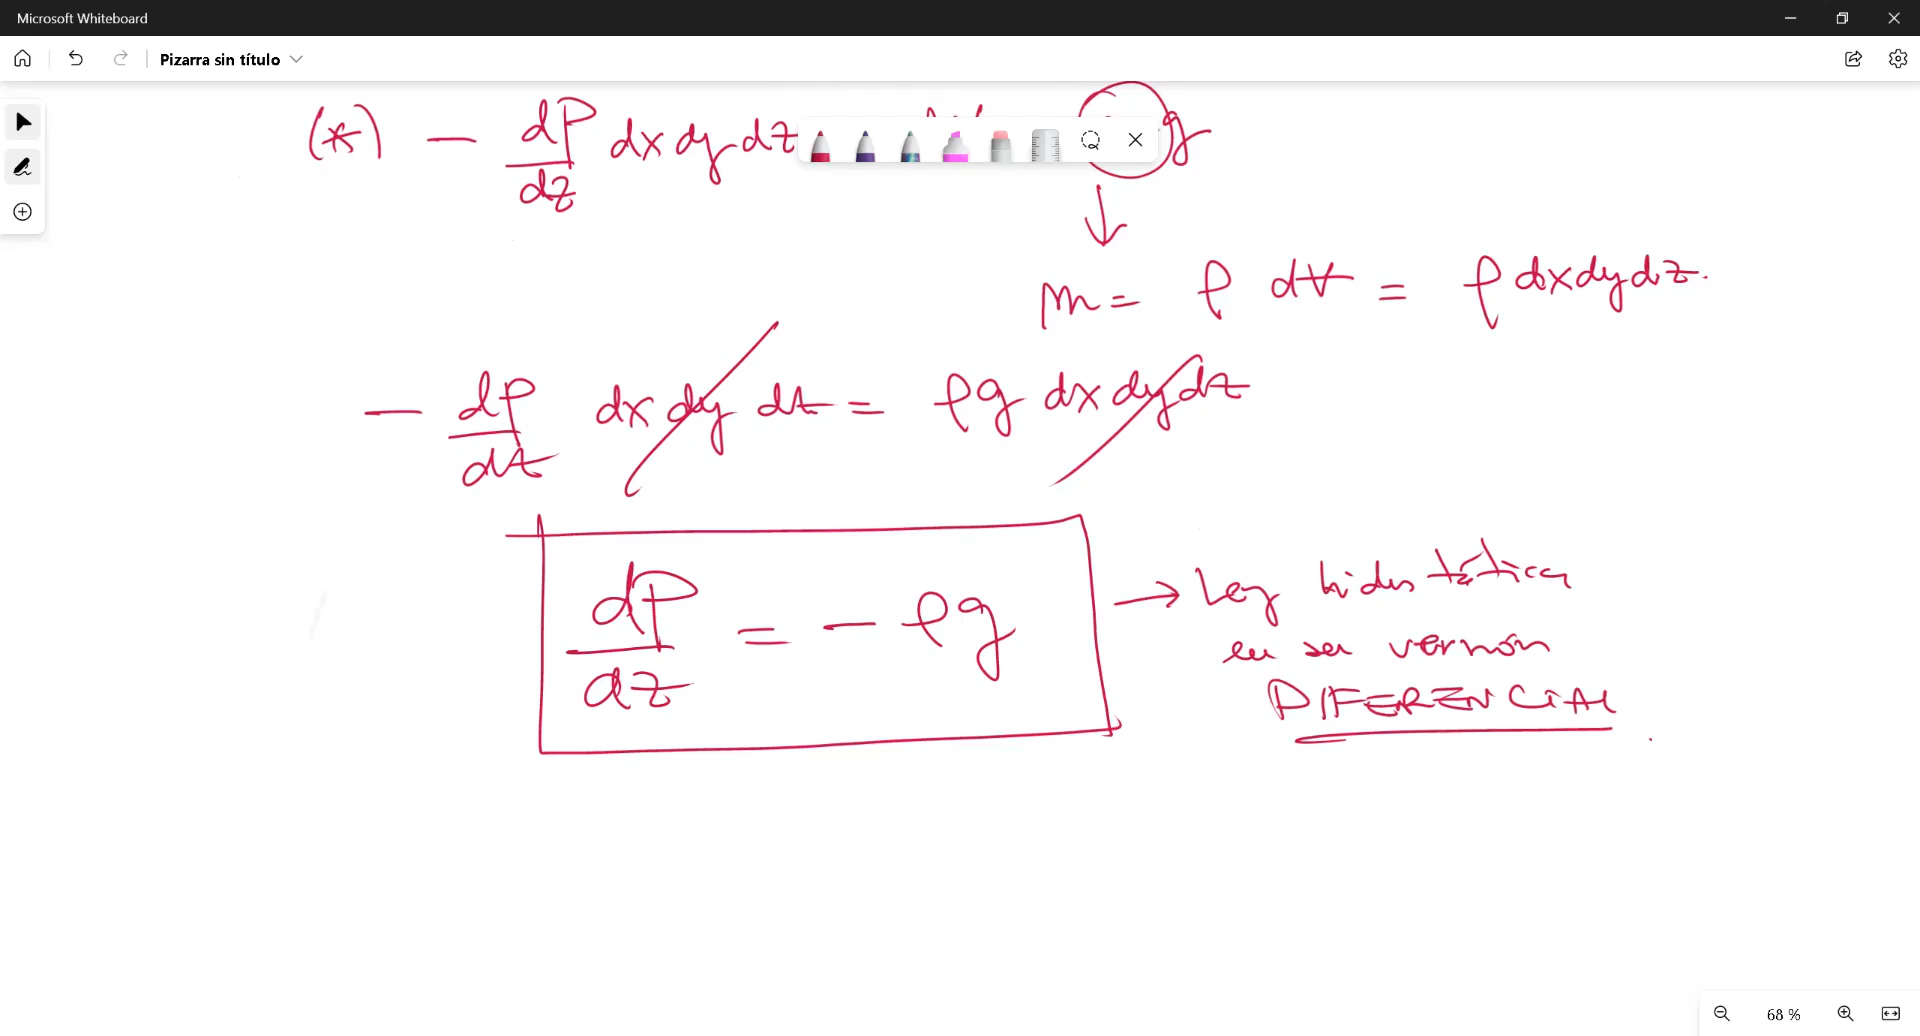 Microsoft Whiteboard
Pizarra sin título
(*) - dP/dz dx dy dz g
m = ρ dV = ρ dx dy dz.
- dP/dz dx dy dz = ρg dx dy dz
dP/dz = - ρg → Ley hidrostática
en su versión
DIFERENCIAL
68 %